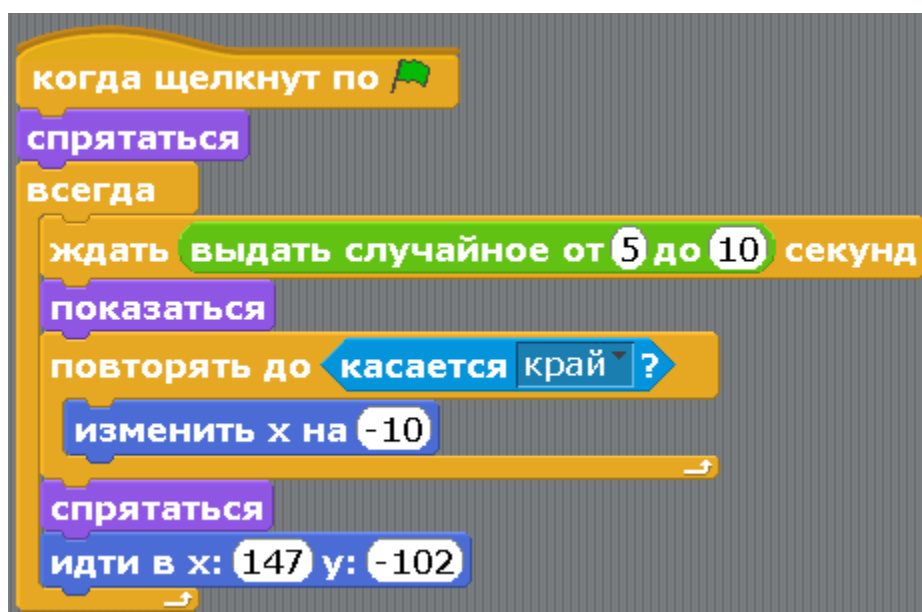 когда щелкнут по
спрятаться
всегда
ждать выдать случайное от 5 до 10 секунд
показаться
повторять до касается край ?
изменить х на -10
спрятаться
идти в х: 147 у: -102